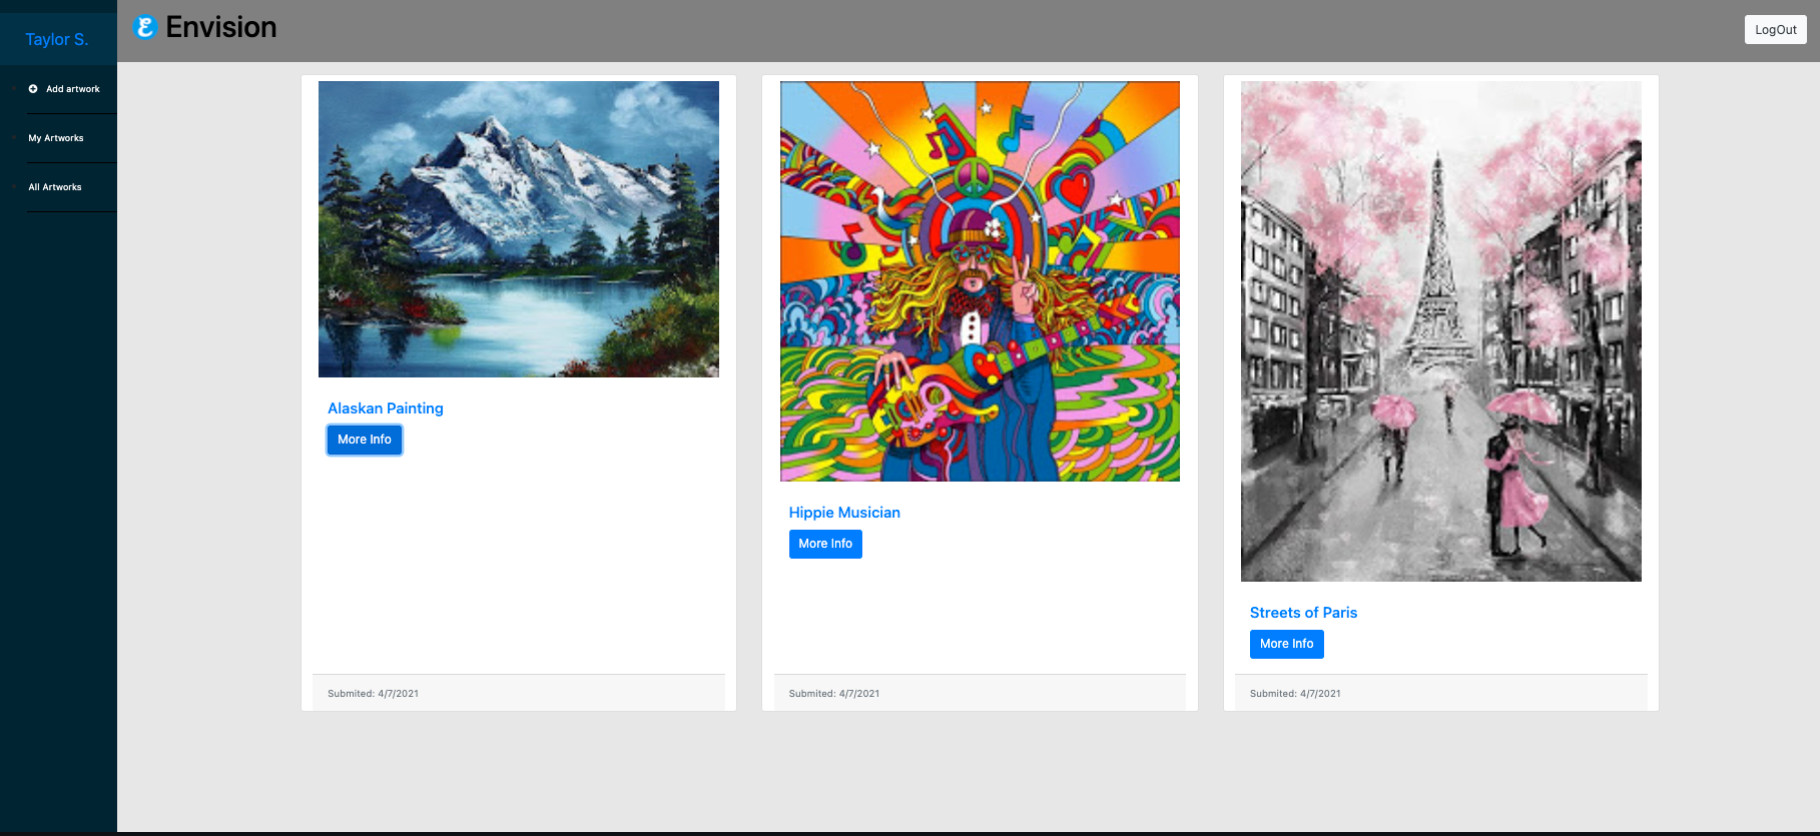 Taylor S.
Add artwork
My Artworks
All Artworks
Envision
LogOut
Alaskan Painting
More Info
Submited: 4/7/2021
Hippie Musician
More Info
Submited: 4/7/2021
Streets of Paris
More Info
Submited: 4/7/2021